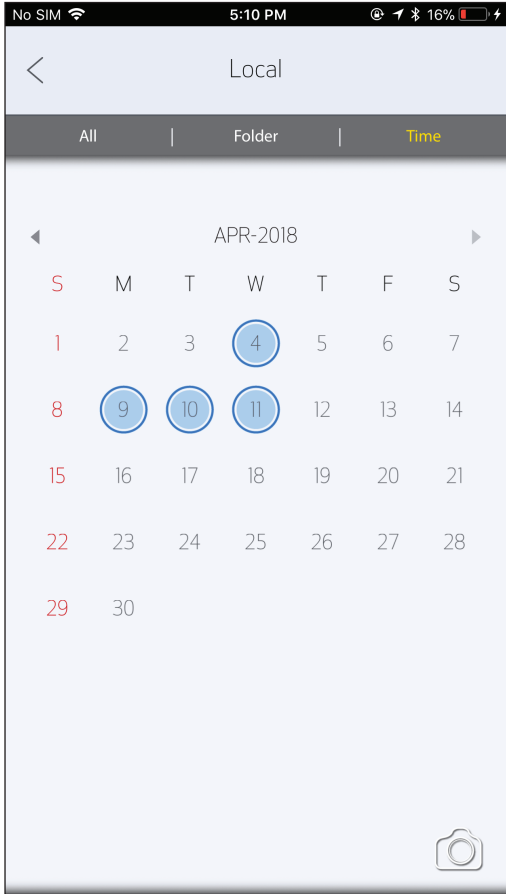 No SIM 5:10 PM 16%
Local
All | Folder | Time
APR-2018
S M T W T F S
1 2 3 4 5 6 7
8 9 10 11 12 13 14
15 16 17 18 19 20 21
22 23 24 25 26 27 28
29 30